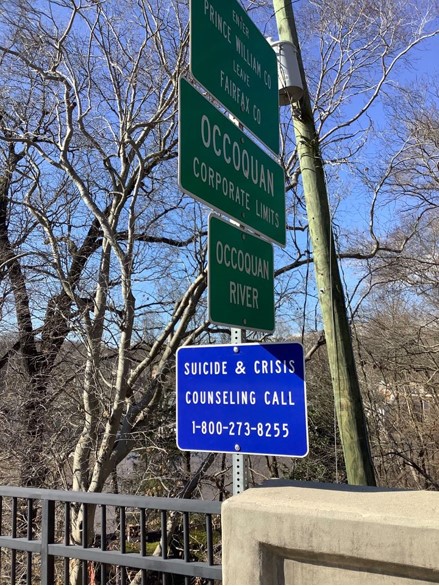 ENTER
PRINCE WILLIAM CO
LEAVE
FAIRFAX CO
OCCOQUAN
CORPORATE LIMITS
OCCOQUAN
RIVER
SUICIDE & CRISIS
COUNSELING CALL
1-800-273-8255